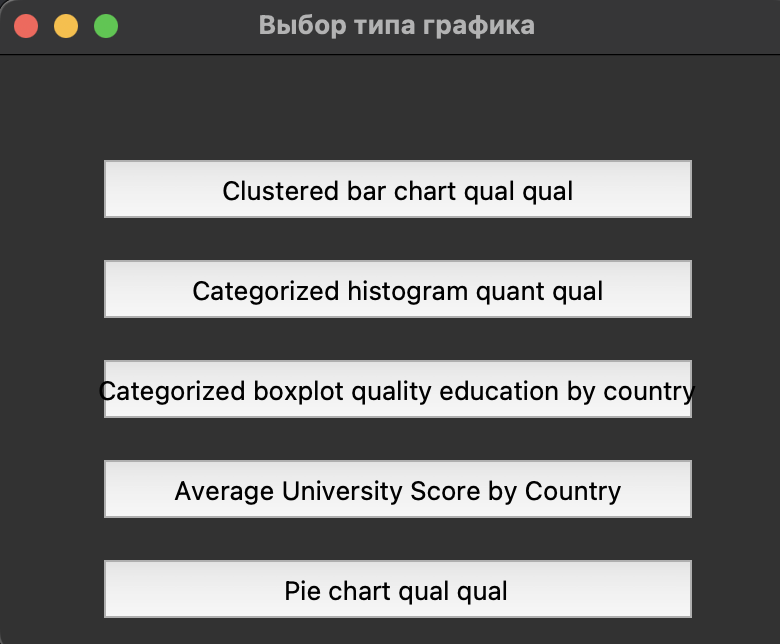 Выбор типа графика
Clustered bar chart qual qual
Categorized histogram quant qual
Categorized boxplot quality education by country
Average University Score by Country
Pie chart qual qual